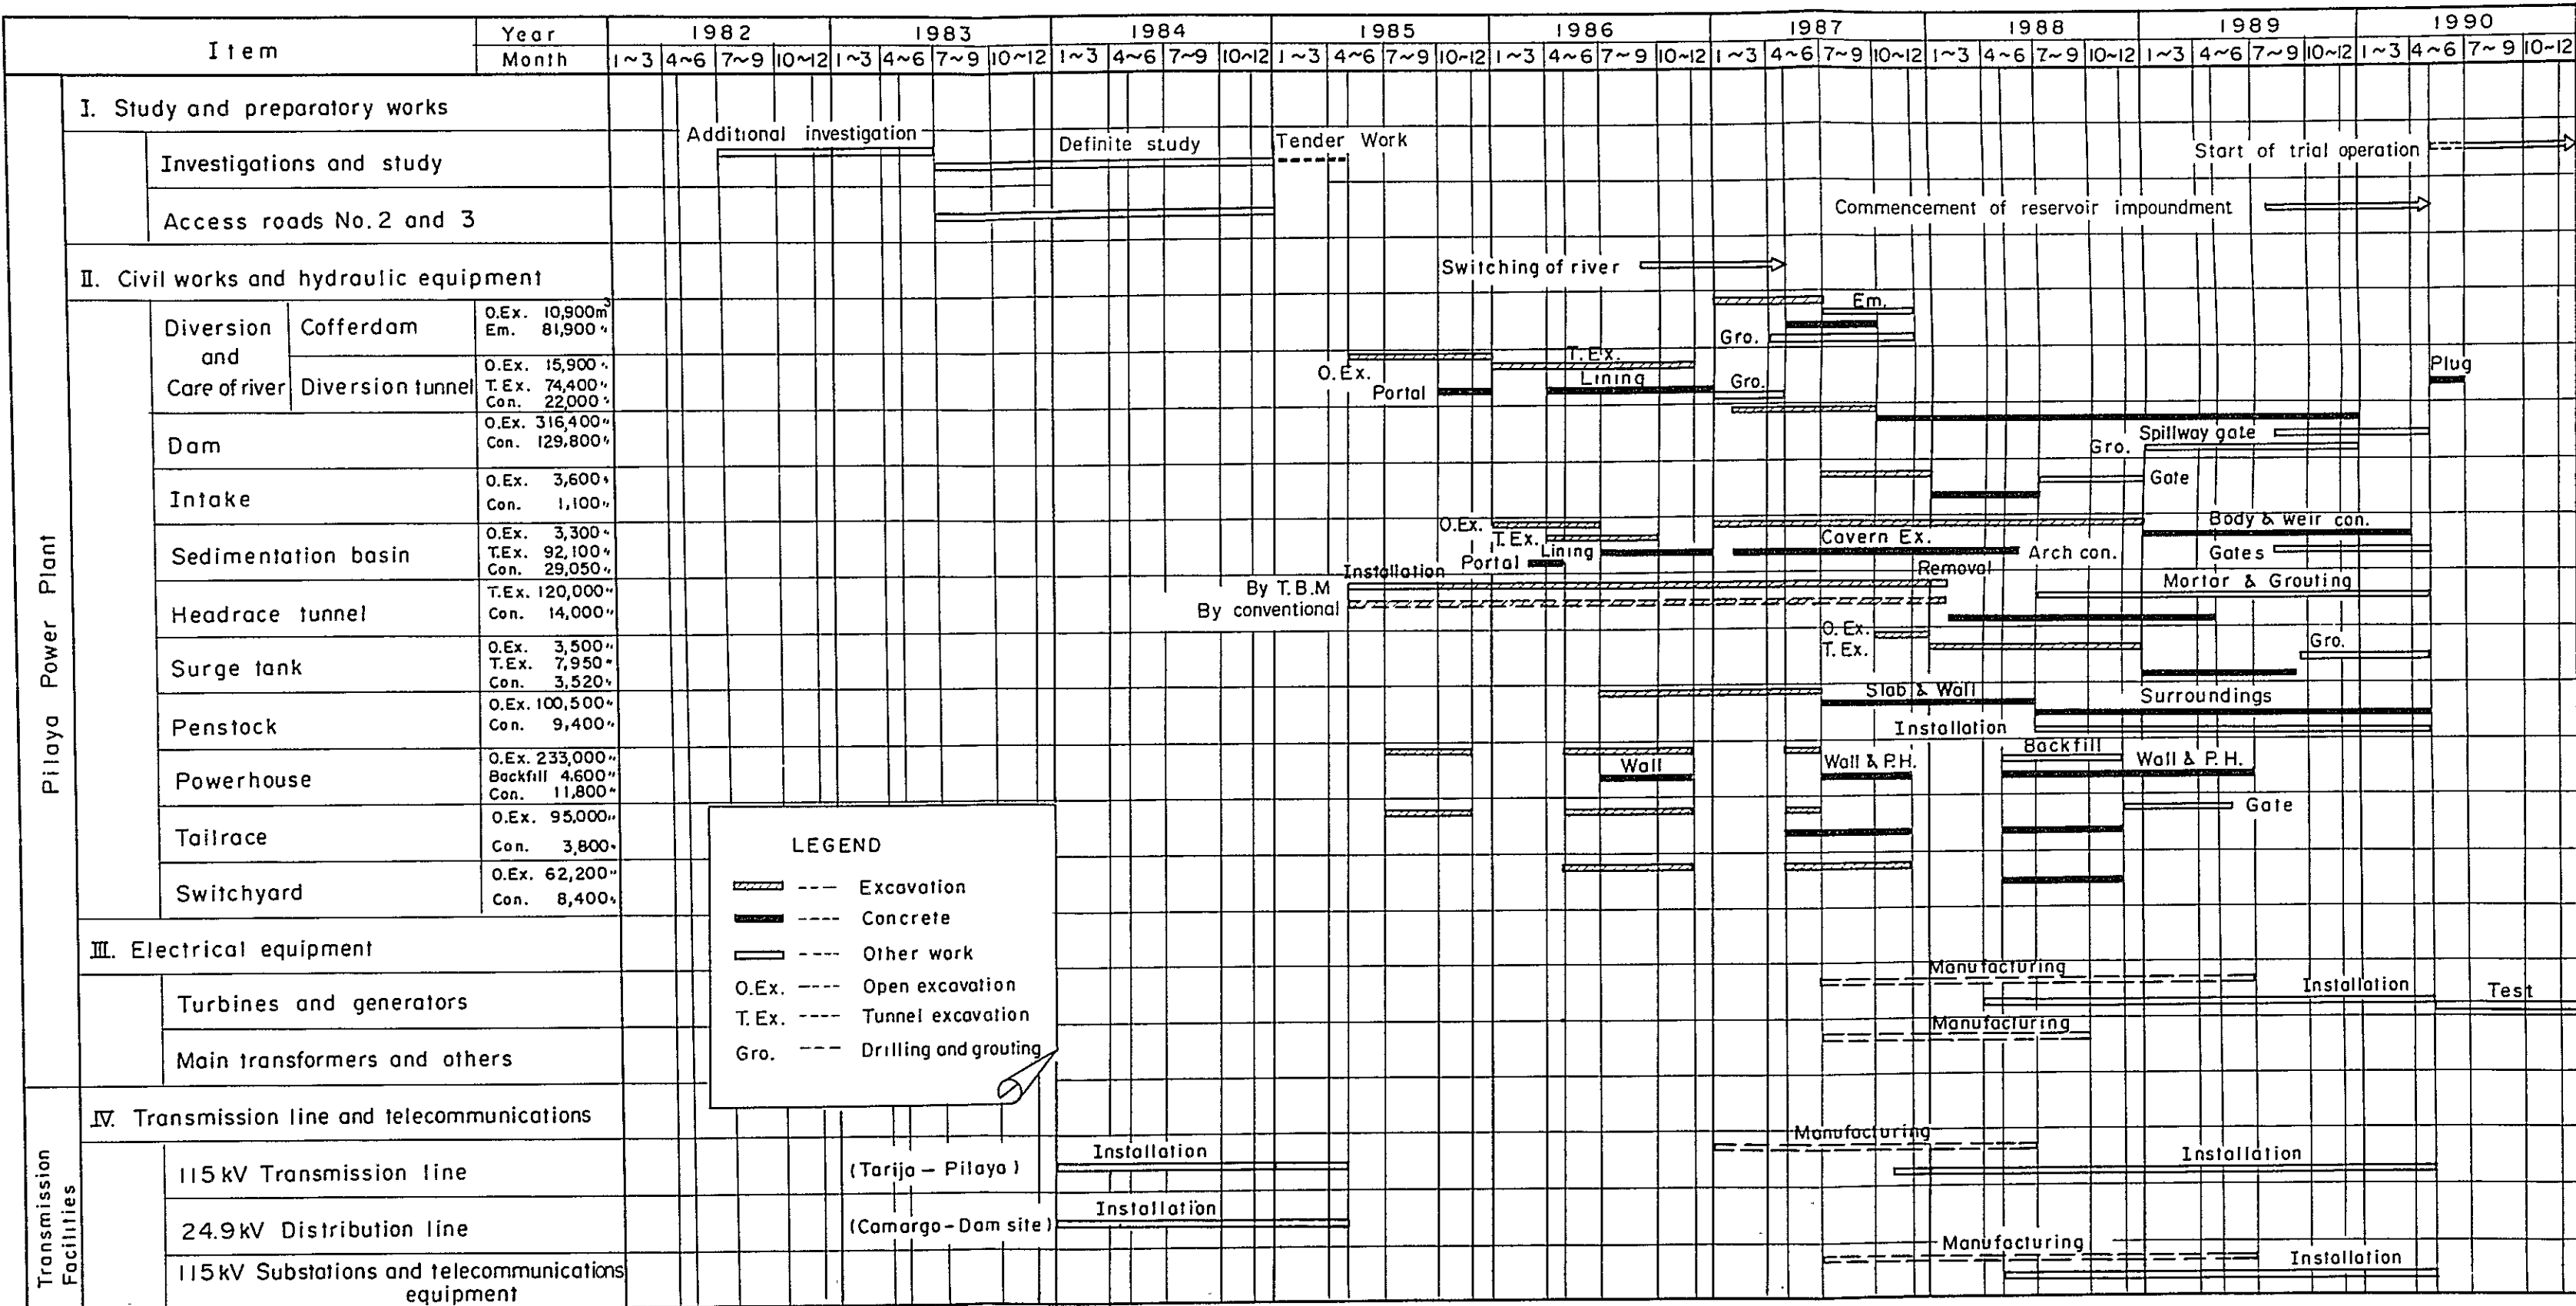 Item Year 1982 1983 1984 1985 1986 1987 1988 1989 1990
Month 1~3 4~6 7~9 10~12 1~3 4~6 7~9 10~12 1~3 4~6 7~9 10~12 1~3 4~6 7~9 10~12 1~3 4~6 7~9 10~12 1~3 4~6 7~9 10~12 1~3 4~6 7~9 10~12 1~3 4~6 7~9 10~12 1~3 4~6 7~9 10~12
Pilaya Power Plant
I. Study and preparatory works
Investigations and study
Additional investigation
Definite study
Tender Work
Start of trial operation
Access roads No.2 and 3
Commencement of reservoir impoundment
II. Civil works and hydraulic equipment
Switching of river
Diversion and Care of river
Cofferdam
O.Ex. 10,900m³
Em. 81,900"
Em.
Gro.
Diversion tunnel
O.Ex. 15,900"
T.Ex. 74,400"
Con. 22,000"
O.Ex.
T.Ex.
Portal
Lining
Gro.
Plug
Dam
O.Ex. 316,400"
Con. 129,800"
Spillway gate
Gro.
Intake
O.Ex. 3,600"
Con. 1,100"
Gate
Sedimentation basin
O.Ex. 3,300"
T.Ex. 92,100"
Con. 29,050"
O.Ex.
T.Ex.
Portal
Lining
Cavern Ex.
Arch con.
Body & weir con.
Gates
Headrace tunnel
T.Ex. 120,000"
Con. 14,000"
Installation
By T.B.M
By conventional
Removal
Mortar & Grouting
Surge tank
O.Ex. 3,500"
T.Ex. 7,950"
Con. 3,520"
O.Ex.
T.Ex.
Gro.
Penstock
O.Ex. 100,500"
Con. 9,400"
Slab & Wall
Surroundings
Installation
Powerhouse
O.Ex. 233,000"
Backfill 4,600"
Con. 11,800"
Wall
Wall & P.H.
Backfill
Wall & P.H.
Tailrace
O.Ex. 95,000"
Con. 3,800"
Gate
Switchyard
O.Ex. 62,200"
Con. 8,400"
LEGEND
---- Excavation
---- Concrete
---- Other work
O.Ex. ---- Open excavation
T.Ex. ---- Tunnel excavation
Gro. ---- Drilling and grouting
III. Electrical equipment
Turbines and generators
Manufacturing
Installation
Test
Main transformers and others
Manufacturing
Transmission Facilities
IV. Transmission line and telecommunications
115kV Transmission line
(Tarija - Pilaya)
Installation
Manufacturing
Installation
24.9kV Distribution line
(Camargo-Dam site)
Installation
115kV Substations and telecommunications
equipment
Manufacturing
Installation